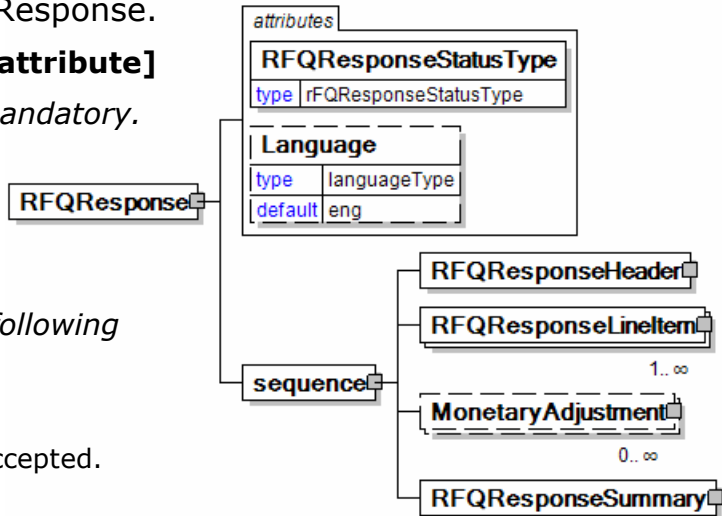 Response.
attribute]
andatory.
ollowing
ccepted.
attributes
RFQResponseStatusType
type rFQResponseStatusType
Language
type languageType
default eng
RFQResponse
RFQResponseHeader
RFQResponseLineItem
1.. ∞
sequence
MonetaryAdjustment
0.. ∞
RFQResponseSummary